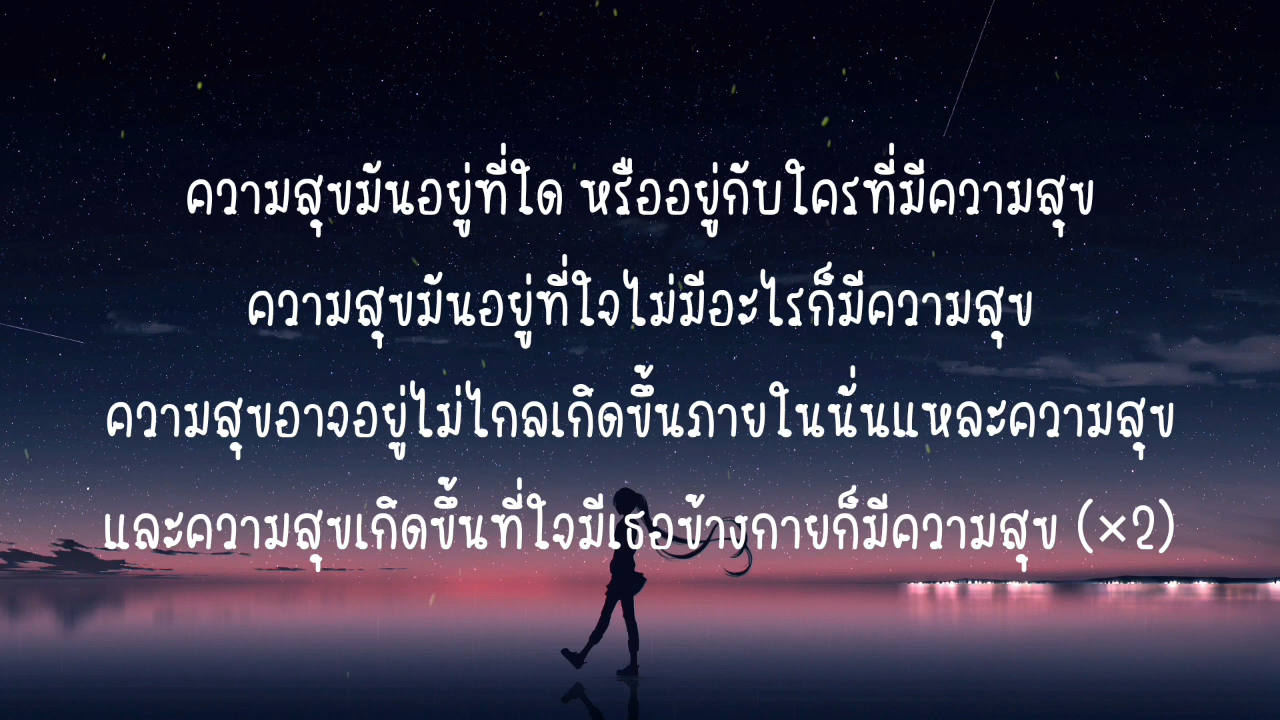 ความสุขมันอยู่ที่ใด หรืออยู่กับใครที่มีความสุข
ความสุขมันอยู่ที่ใจไม่มีอะไรก็มีความสุข
ความสุขอาจอยู่ไม่ไกลเกิดขึ้นภายในนั่นแหละความสุข
และความสุขเกิดขึ้นที่ใจมีเธอข้างกายก็มีความสุข (×2)